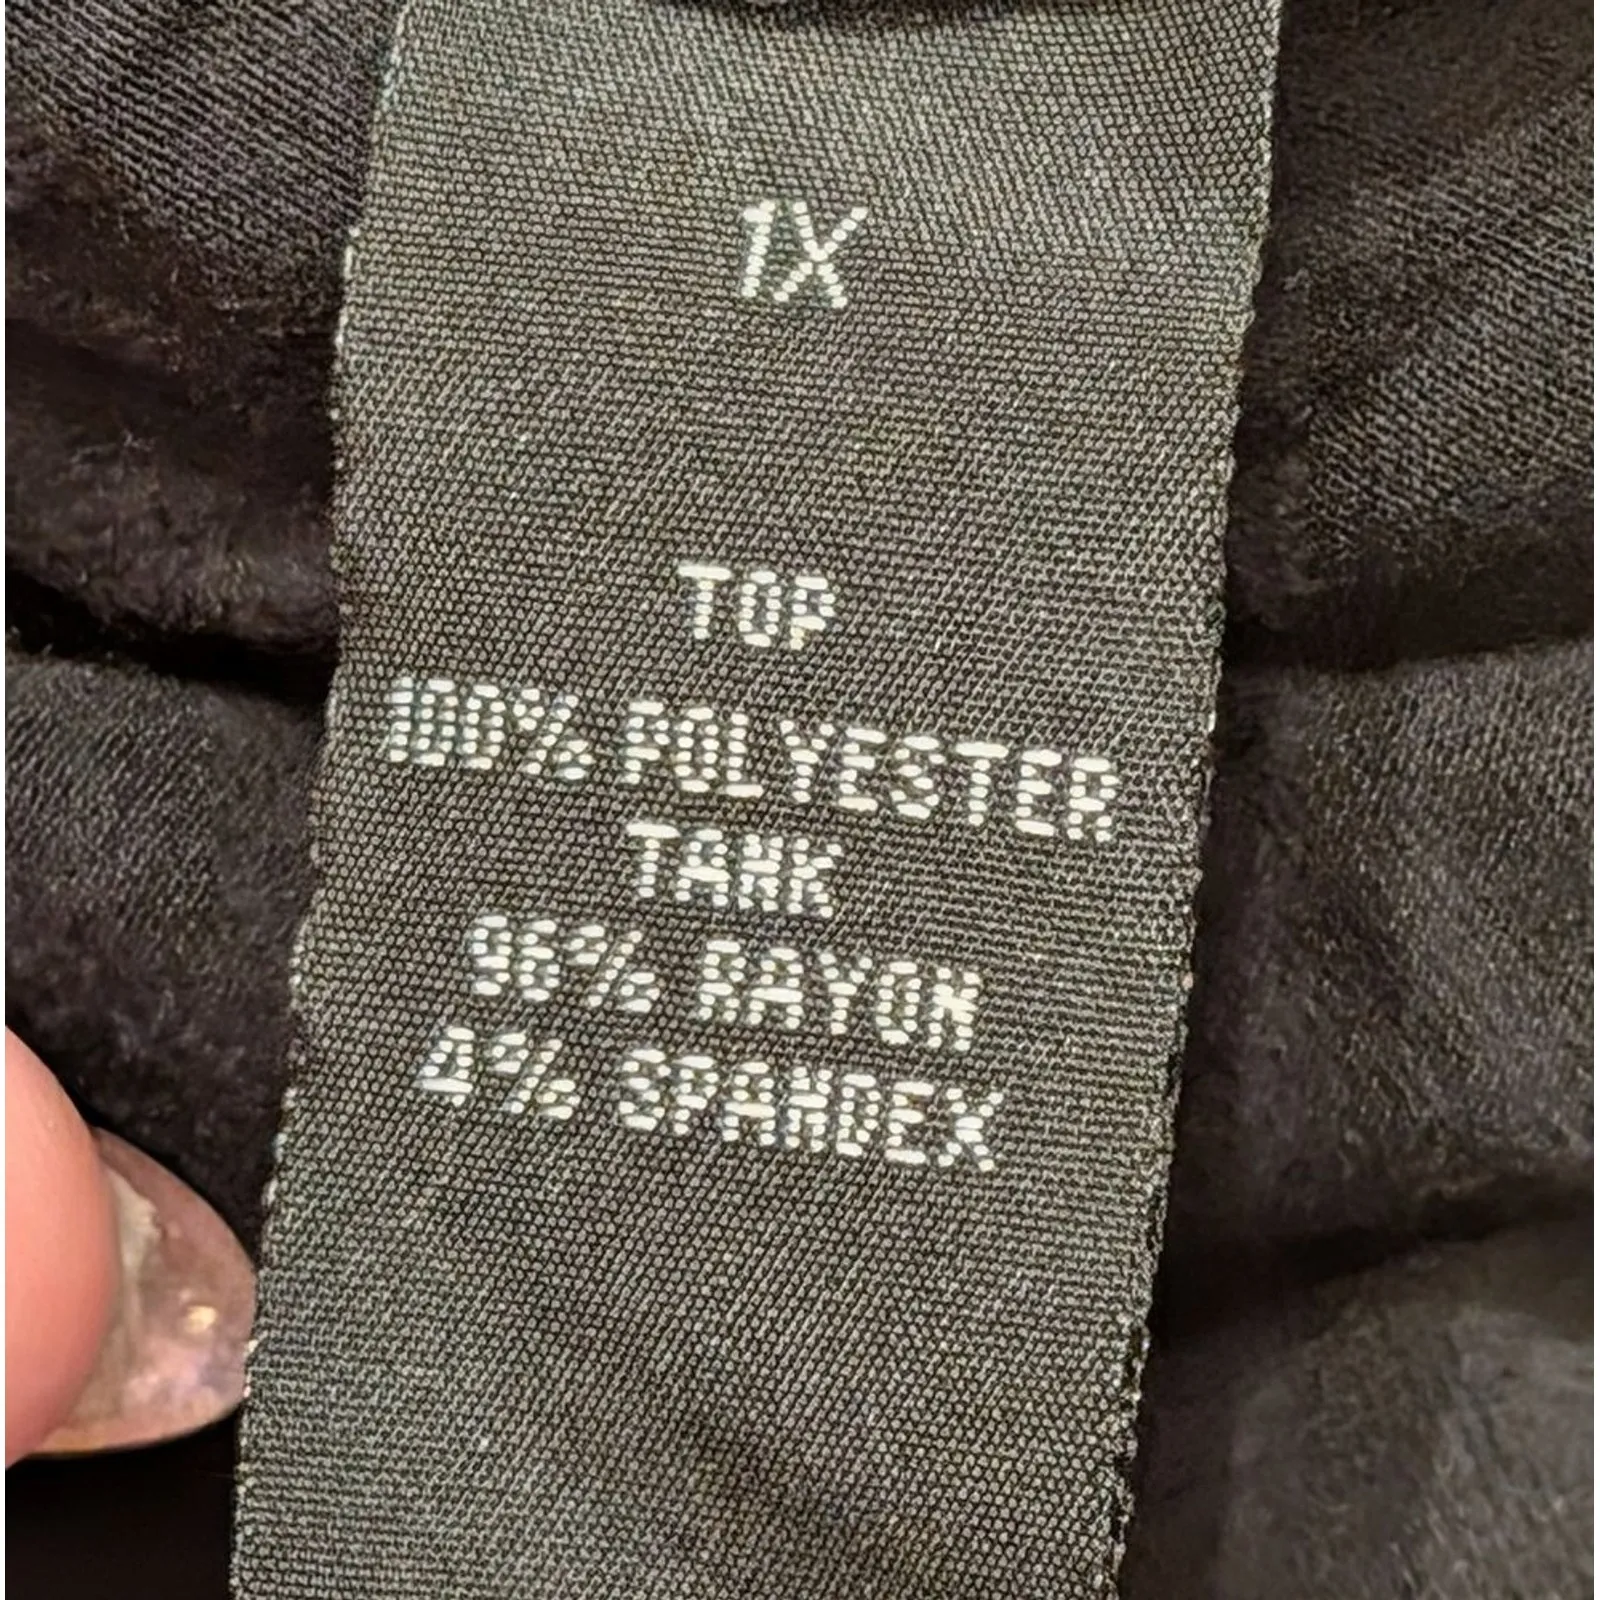 1X
TOP
100% POLYESTER
TANK
96% RAYON
4% SPANDEX